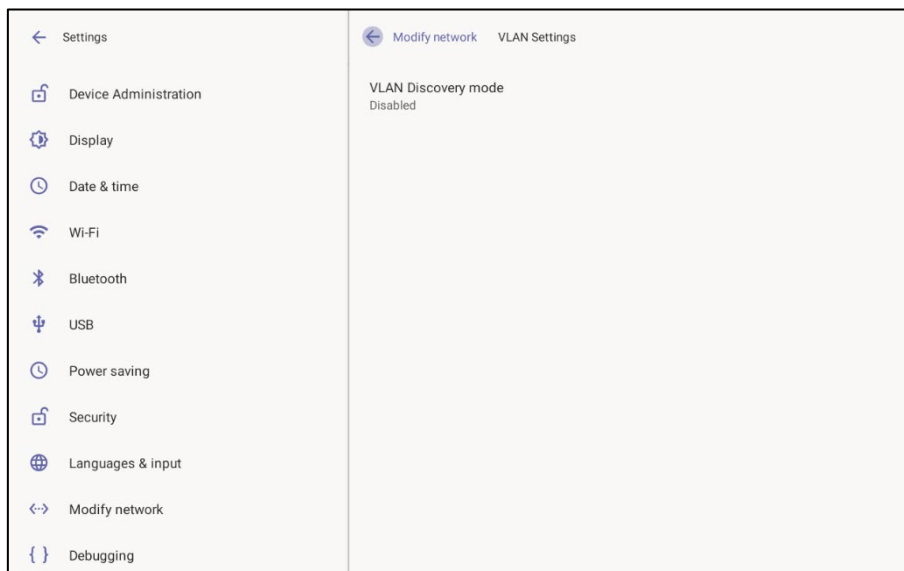 Settings
Device Administration
Display
Date & time
Wi-Fi
Bluetooth
USB
Power saving
Security
Languages & input
Modify network
Debugging
Modify network VLAN Settings
VLAN Discovery mode
Disabled